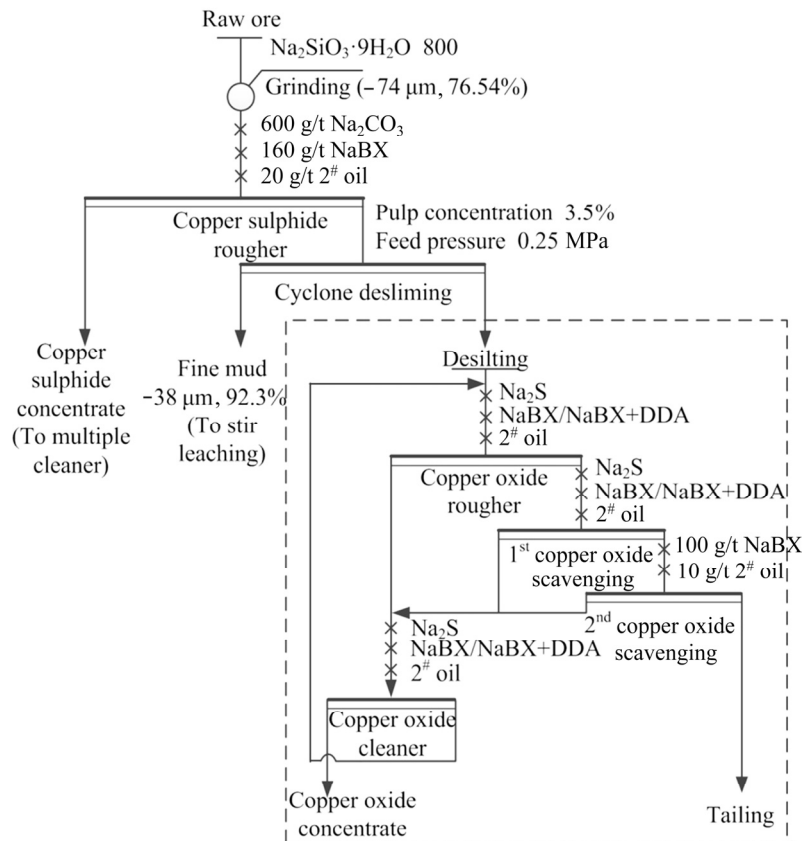 Raw ore
Na₂SiO₃·9H₂O 800
Grinding (−74 μm, 76.54%)
600 g/t Na₂CO₃
160 g/t NaBX
20 g/t 2# oil
Copper sulphide
rougher
Pulp concentration 3.5%
Feed pressure 0.25 MPa
Cyclone desliming
Copper
sulphide
concentrate
(To multiple
cleaner)
Fine mud
−38 μm, 92.3%
(To stir
leaching)
Desilting
Na₂S
NaBX/NaBX+DDA
2# oil
Copper oxide
rougher
Na₂S
NaBX/NaBX+DDA
2# oil
1st copper oxide
scavenging
100 g/t NaBX
10 g/t 2# oil
2nd copper oxide
scavenging
Na₂S
NaBX/NaBX+DDA
2# oil
Copper oxide
cleaner
Copper oxide
concentrate
Tailing